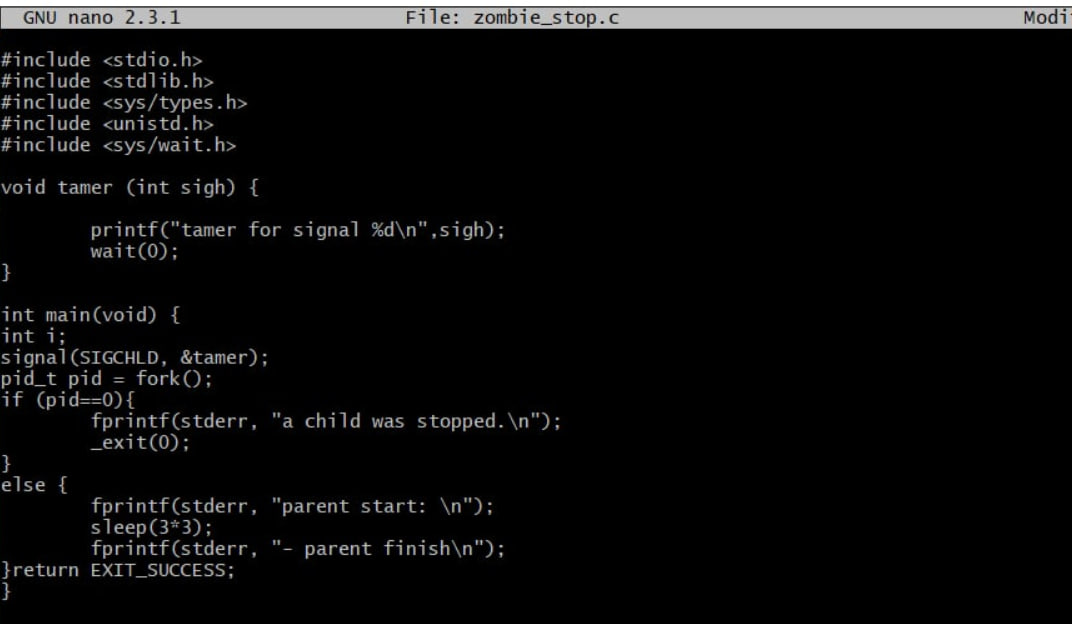 GNU nano 2.3.1 File: zombie_stop.c Modi
#include <stdio.h>
#include <stdlib.h>
#include <sys/types.h>
#include <unistd.h>
#include <sys/wait.h>
void tamer (int sigh) {
printf("tamer for signal %d\n",sigh);
wait(0);
}
int main(void) {
int i;
signal(SIGCHLD, &tamer);
pid_t pid = fork();
if (pid==0){
fprintf(stderr, "a child was stopped.\n");
_exit(0);
}
else {
fprintf(stderr, "parent start: \n");
sleep(3*3);
fprintf(stderr, "- parent finish\n");
}return EXIT_SUCCESS;
}